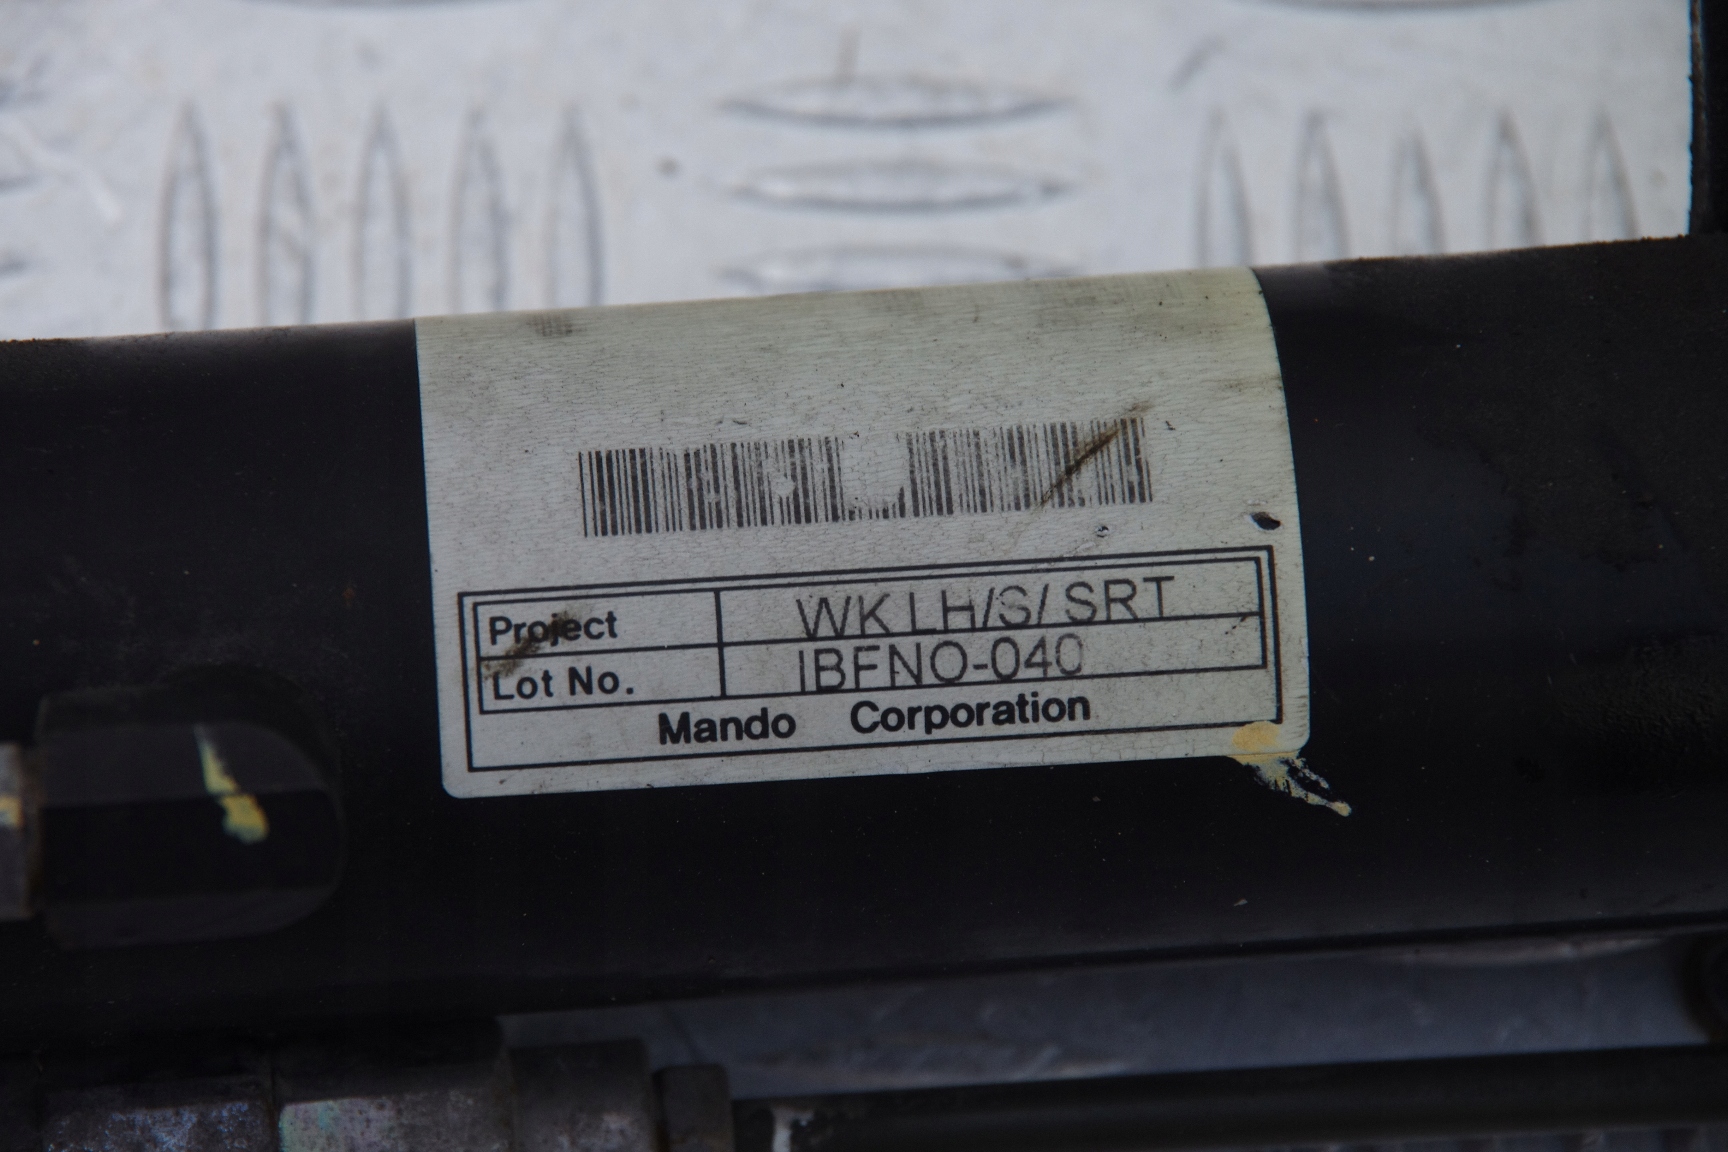 Project WK LH/S/ SRT
Lot No. IBFNO-040
Mando Corporation